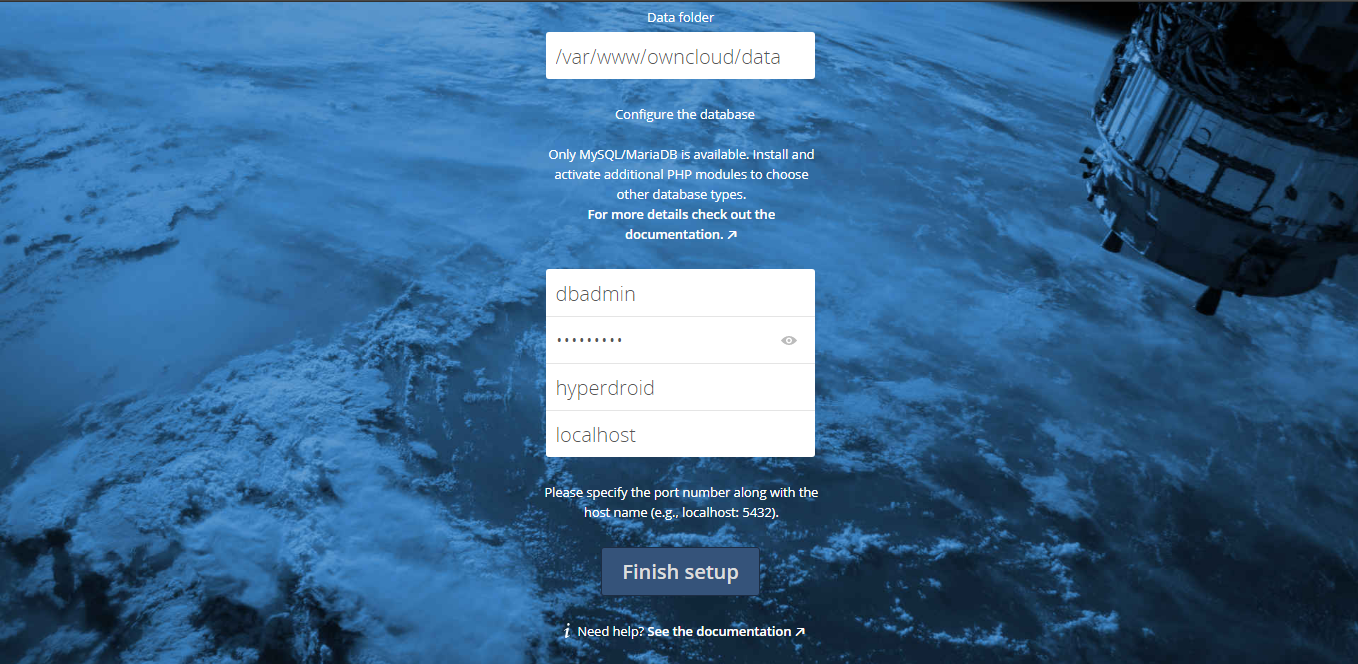 Data folder
/var/www/owncloud/data
Configure the database
Only MySQL/MariaDB is available. Install and
activate additional PHP modules to choose
other database types.
For more details check out the
documentation. ↗
dbadmin
•••••••••
hyperdroid
localhost
Please specify the port number along with the
host name (e.g., localhost: 5432).
Finish setup
i Need help? See the documentation ↗